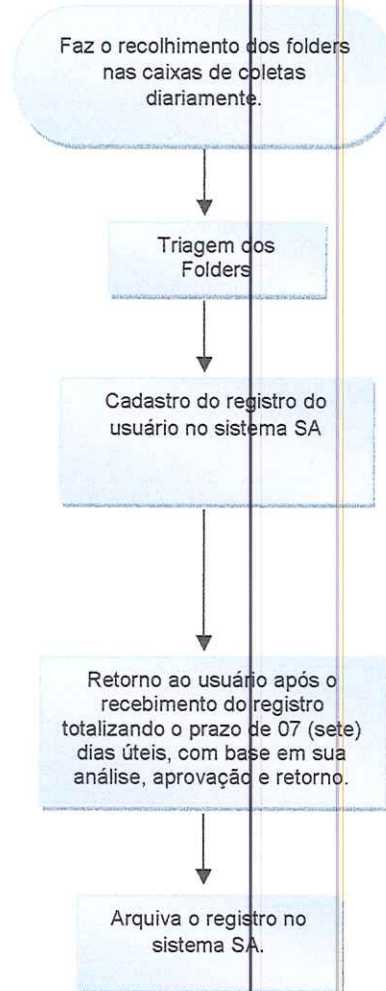 Faz o recolhimento dos folders
nas caixas de coletas
diariamente.
Triagem dos
Folders
Cadastro do registro do
usuário no sistema SA
Retorno ao usuário após o
recebimento do registro
totalizando o prazo de 07 (sete)
dias úteis, com base em sua
análise, aprovação e retorno.
Arquiva o registro no
sistema SA.